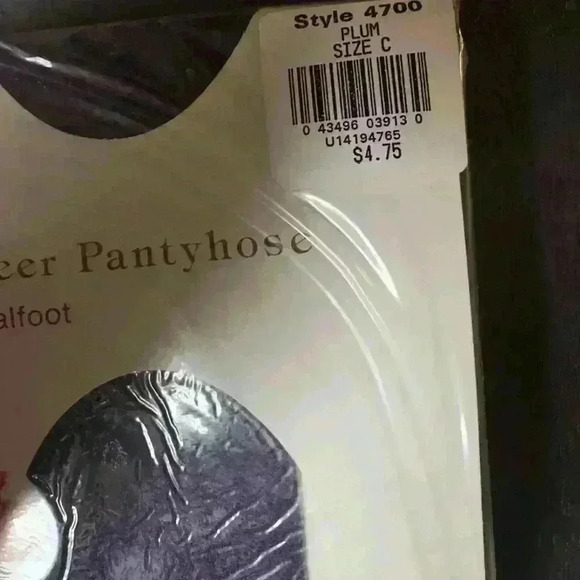 Style 4700
PLUM
SIZE C
0 43496 03913 0
U14194765
$4.75
eer Pantyhose
alfoot